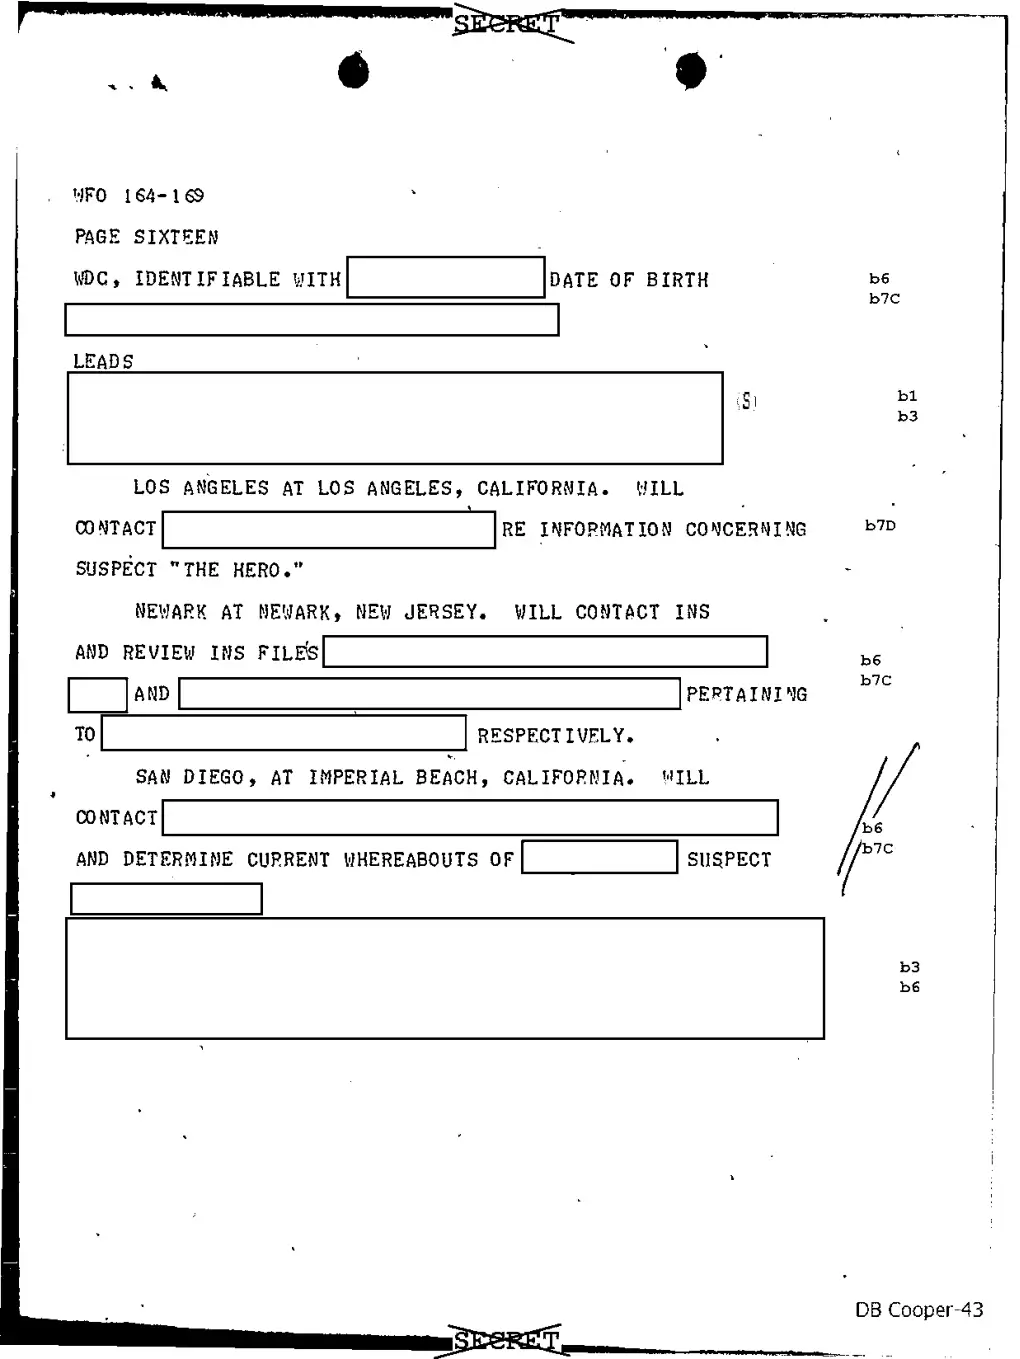 SECRET
WFO 164-169
PAGE SIXTEEN
WDC, IDENTIFIABLE WITH DATE OF BIRTH b6
b7C
LEADS
(S) b1
b3
LOS ANGELES AT LOS ANGELES, CALIFORNIA. WILL
CONTACT RE INFORMATION CONCERNING b7D
SUSPECT "THE HERO."
NEWARK AT NEWARK, NEW JERSEY. WILL CONTACT INS
AND REVIEW INS FILES b6
b7C
AND PERTAINING
TO RESPECTIVELY.
SAN DIEGO, AT IMPERIAL BEACH, CALIFORNIA. WILL
CONTACT b6
b7C
AND DETERMINE CURRENT WHEREABOUTS OF SUSPECT
b3
b6
DB Cooper-43
SECRET